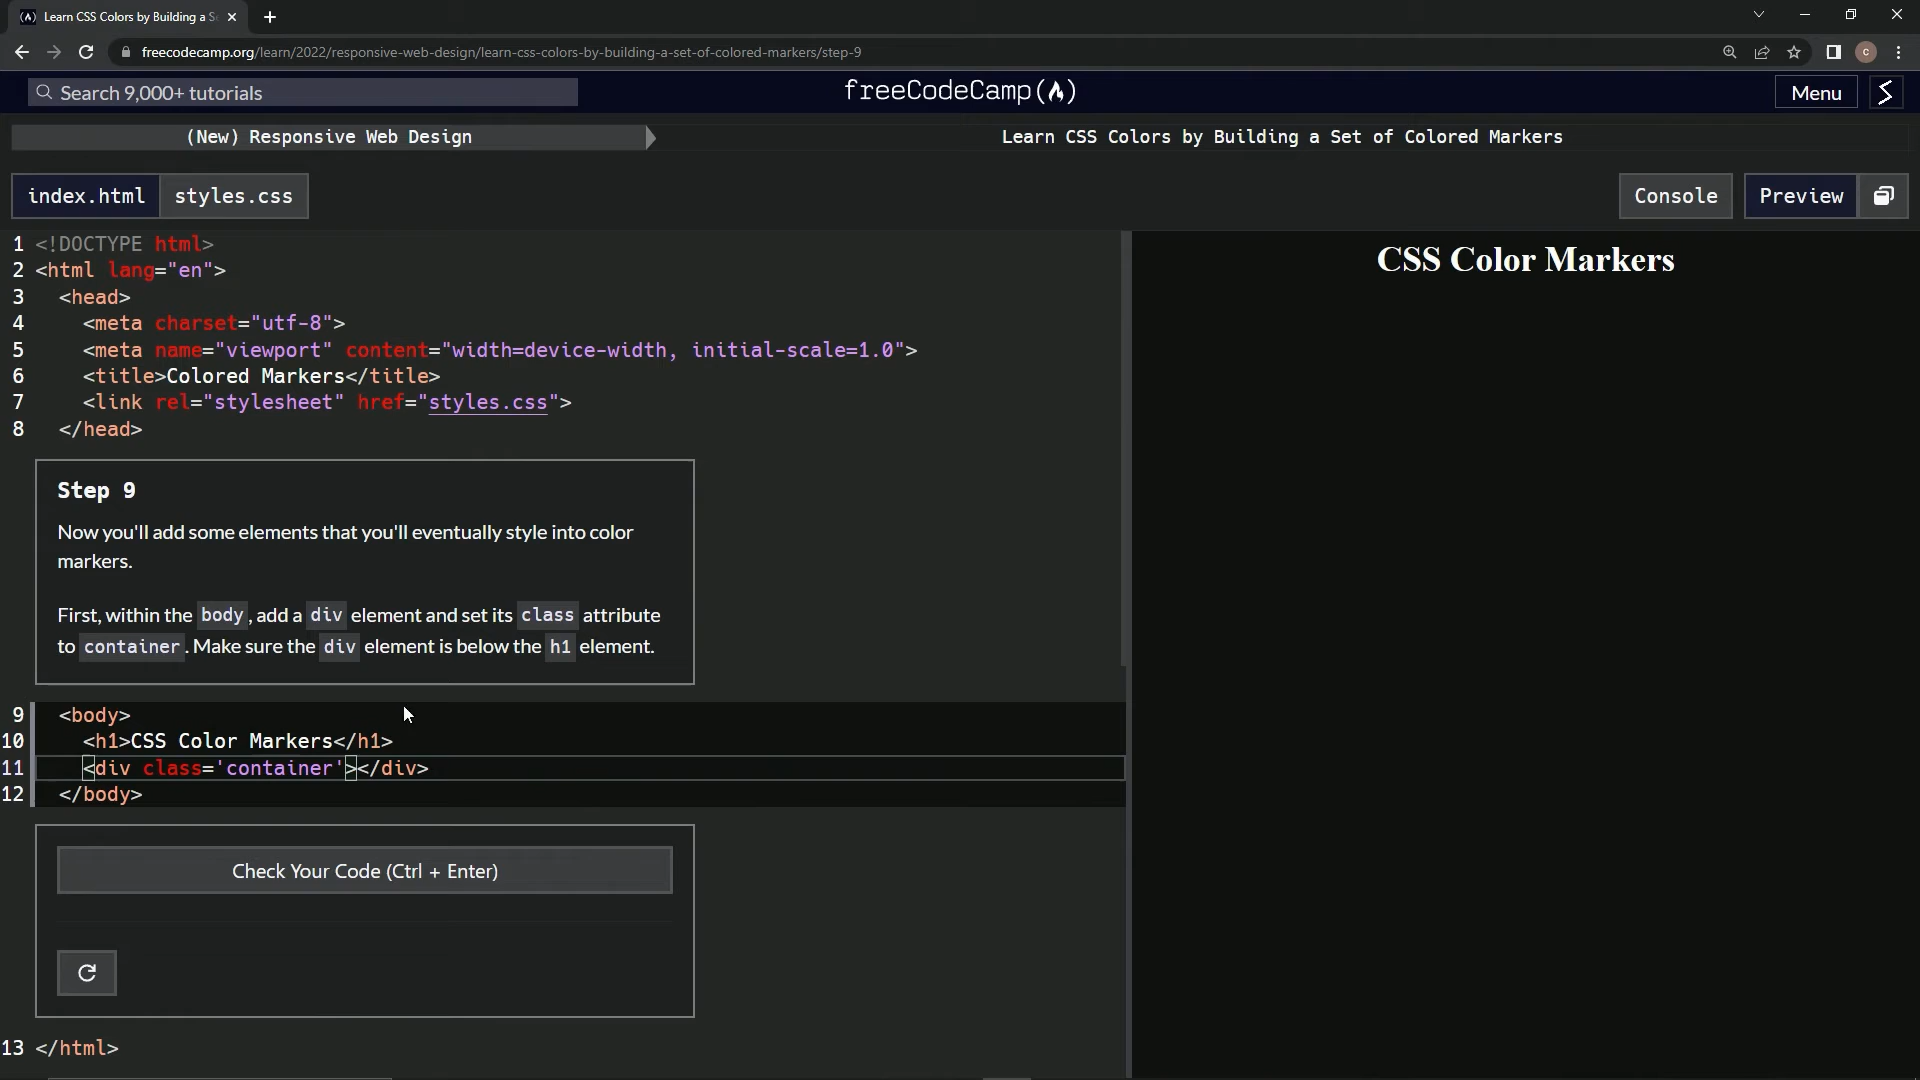 Learn CSS Colors by Building a S
freecodecamp.org/learn/2022/responsive-web-design/learn-css-colors-by-building-a-set-of-colored-markers/step-9
C
Search 9,000+ tutorials
freeCodeCamp
Menu
(New) Responsive Web Design
Learn CSS Colors by Building a Set of Colored Markers
index.html
styles.css
Console
Preview
1 <!DOCTYPE html>
2 <html lang="en">
3 <head>
4 <meta charset="utf-8">
5 <meta name="viewport" content="width=device-width, initial-scale=1.0">
6 <title>Colored Markers</title>
7 <link rel="stylesheet" href="styles.css">
8 </head>
CSS Color Markers
Step 9
Now you'll add some elements that you'll eventually style into color
markers.
First, within the body, add a div element and set its class attribute
to container. Make sure the div element is below the h1 element.
9 <body>
10 <h1>CSS Color Markers</h1>
11 <div class='container'></div>
12 </body>
Check Your Code (Ctrl + Enter)
13 </html>